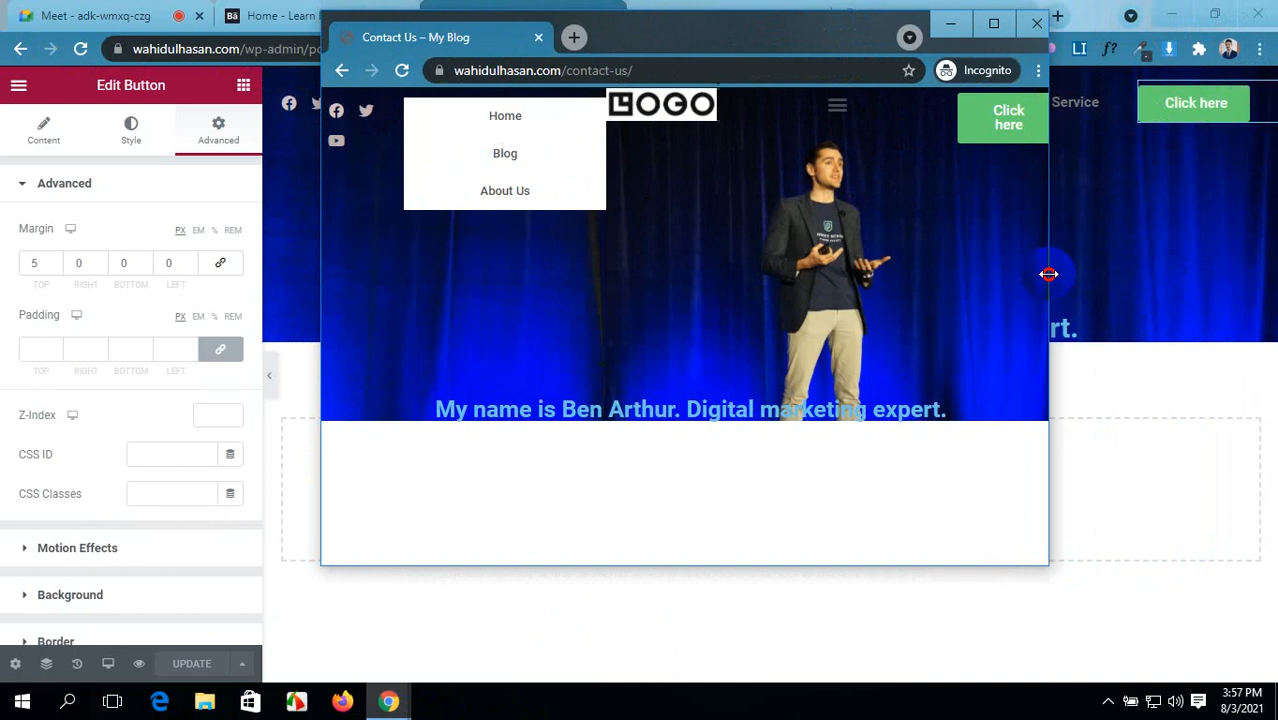 Meet - adk-wmxq-czg
Home - Learn
wahidulhasan.com/wp-admin/po
Contact Us – My Blog
wahidulhasan.com/contact-us/
Incognito
Edit Button
Content
Style
Advanced
Advanced
Margin
PX EM % REM
5 0 0 0
TOP RIGHT BOTTOM LEFT
Padding
PX EM % REM
TOP RIGHT BOTTOM LEFT
Z-Index
CSS ID
CSS Classes
Motion Effects
Background
Border
UPDATE
Home
Blog
About Us
LOGO
Click
here
Service
Click here
My name is Ben Arthur. Digital marketing expert.
rt.
3:57 PM
8/3/2021